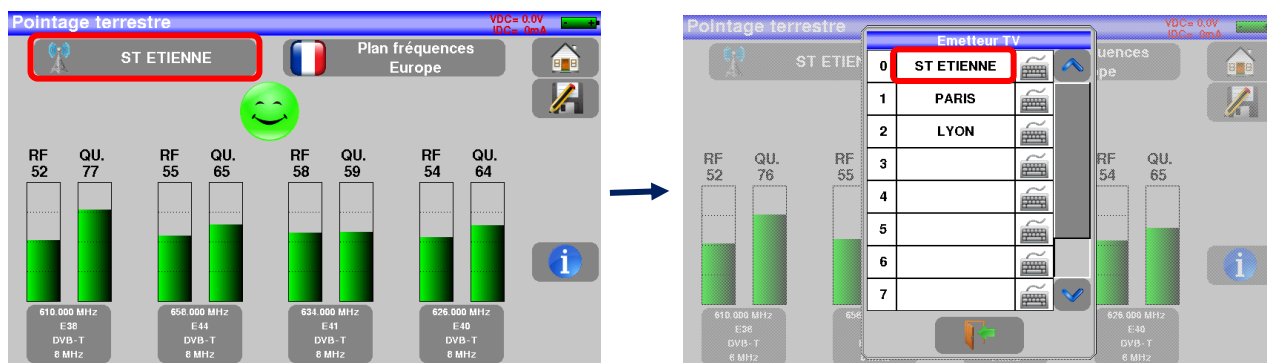 Pointage terrestre
VDC= 0.0V
IDC= 0mA
ST ETIENNE
Plan fréquences
Europe
RF QU. RF QU. RF QU. RF QU.
52 77 55 65 58 59 54 64
610.000 MHz 658.000 MHz 634.000 MHz 626.000 MHz
E38 E44 E41 E40
DVB-T DVB-T DVB-T DVB-T
8 MHz 8 MHz 8 MHz 8 MHz
Pointage terrestre
VDC= 0.0V
IDC= 0mA
ST ETIEN
uences
pe
Emetteur TV
0 ST ETIENNE
1 PARIS
2 LYON
3
4
5
6
7
RF QU. RF RF QU.
52 76 55 54 65
610.000 MHz 656 626.000 MHz
E38 E40
DVB-T DVB-T
8 MHz 8 MHz